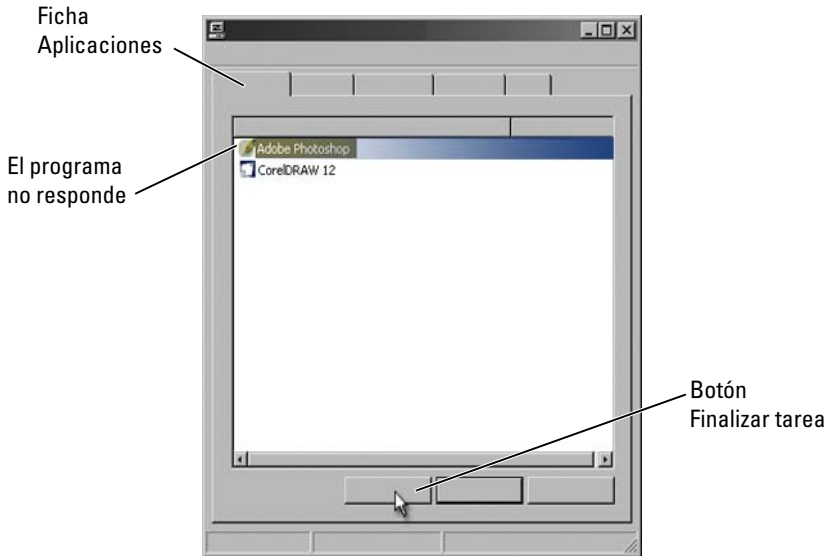 Ficha
Aplicaciones
Adobe Photoshop
El programa
no responde
CorelDRAW 12
Botón
Finalizar tarea